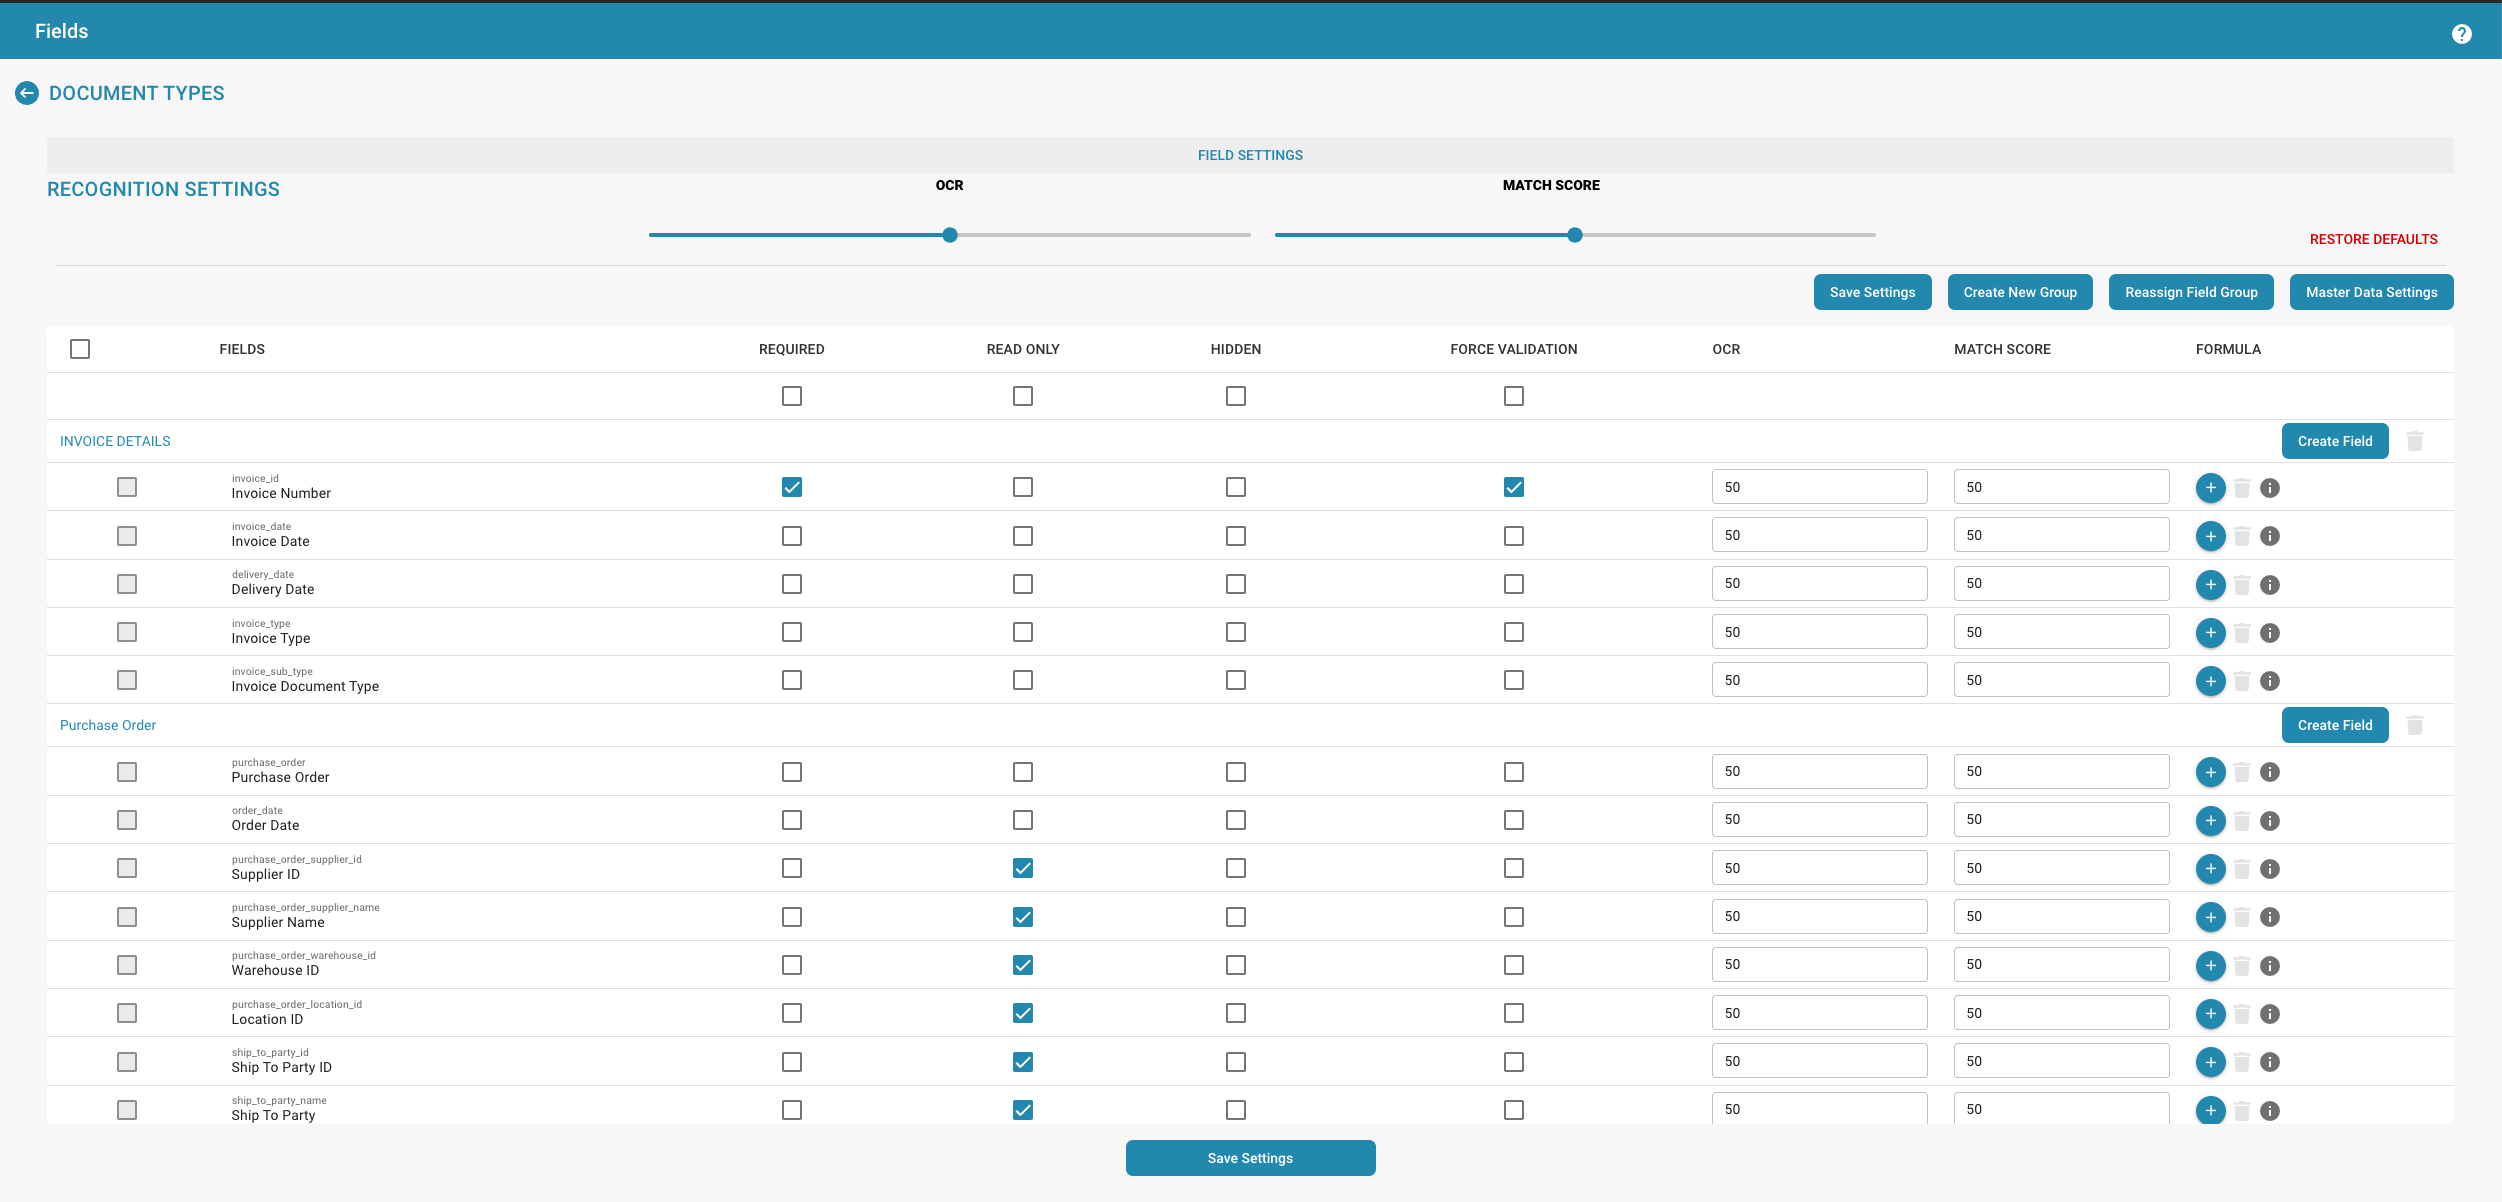 Fields
DOCUMENT TYPES
FIELD SETTINGS
RECOGNITION SETTINGS
OCR
MATCH SCORE
RESTORE DEFAULTS
Save Settings
Create New Group
Reassign Field Group
Master Data Settings
FIELDS REQUIRED READ ONLY HIDDEN FORCE VALIDATION OCR MATCH SCORE FORMULA
INVOICE DETAILS
Create Field
invoice_id
Invoice Number 50 50
invoice_date
Invoice Date 50 50
delivery_date
Delivery Date 50 50
invoice_type
Invoice Type 50 50
invoice_sub_type
Invoice Document Type 50 50
Purchase Order
Create Field
purchase_order
Purchase Order 50 50
order_date
Order Date 50 50
purchase_order_supplier_id
Supplier ID 50 50
purchase_order_supplier_name
Supplier Name 50 50
purchase_order_warehouse_id
Warehouse ID 50 50
purchase_order_location_id
Location ID 50 50
ship_to_party_id
Ship To Party ID 50 50
ship_to_party_name
Ship To Party 50 50
Save Settings